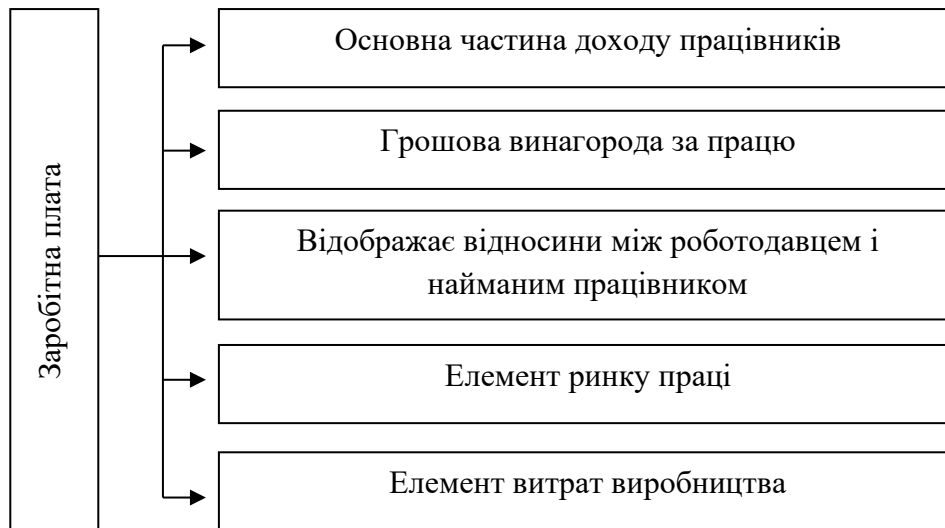 Заробітна плата
Основна частина доходу працівників
Грошова винагорода за працю
Відображає відносини між роботодавцем і
найманим працівником
Елемент ринку праці
Елемент витрат виробництва